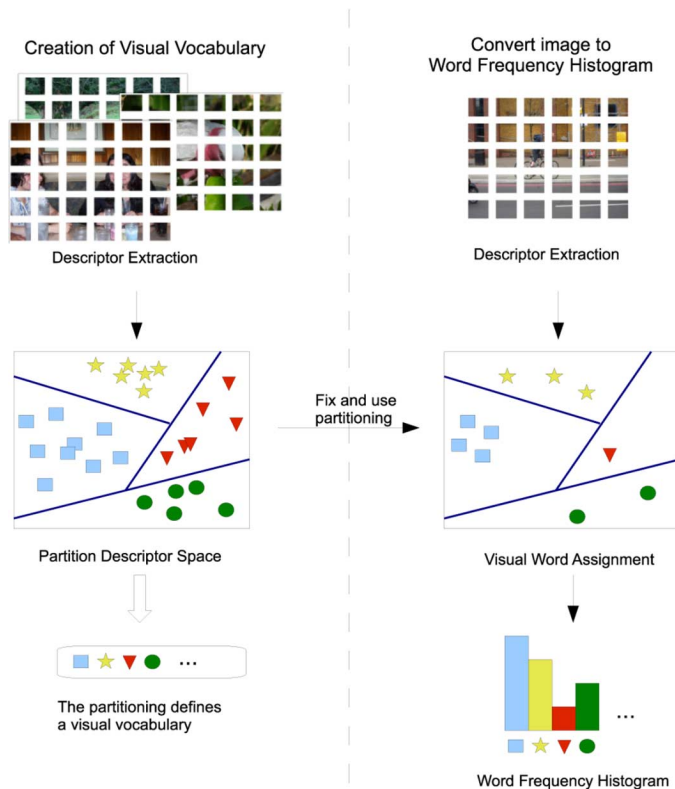 Creation of Visual Vocabulary
Descriptor Extraction
Partition Descriptor Space
...
The partitioning defines
a visual vocabulary
Fix and use
partitioning
Convert image to
Word Frequency Histogram
Descriptor Extraction
Visual Word Assignment
...
Word Frequency Histogram